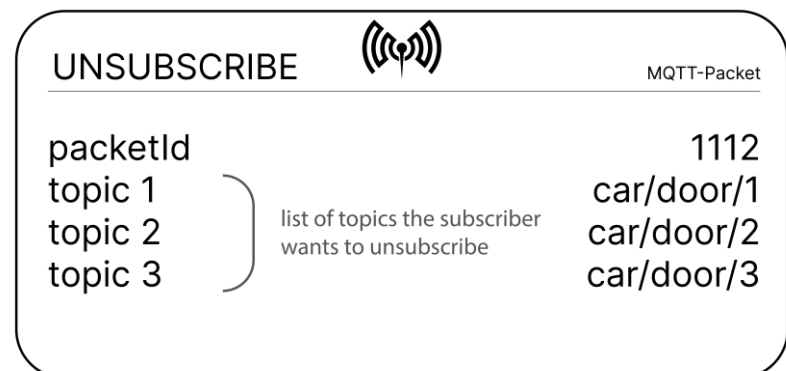 UNSUBSCRIBE
MQTT-Packet
packetId 1112
topic 1 car/door/1
topic 2 car/door/2
topic 3 car/door/3
list of topics the subscriber
wants to unsubscribe